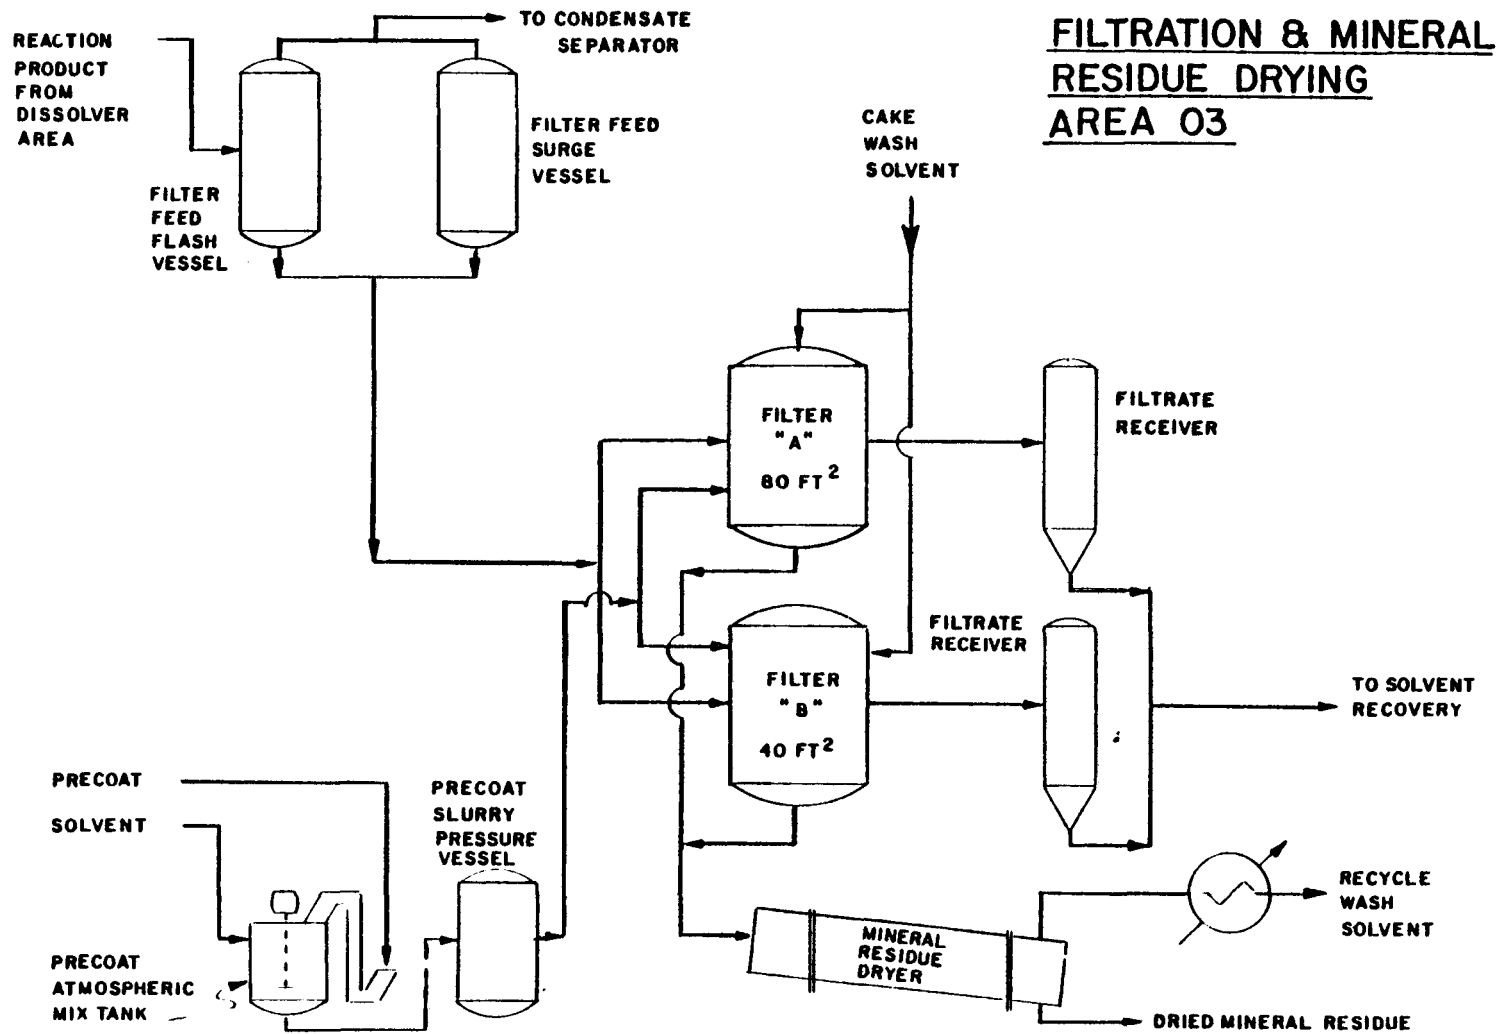 FILTRATION & MINERAL
RESIDUE DRYING
AREA 03
TO CONDENSATE
SEPARATOR
REACTION
PRODUCT
FROM
DISSOLVER
AREA
FILTER FEED
SURGE
VESSEL
FILTER
FEED
FLASH
VESSEL
CAKE
WASH
SOLVENT
FILTER
"A"
80 FT²
FILTRATE
RECEIVER
FILTRATE
RECEIVER
FILTER
"B"
40 FT²
TO SOLVENT
RECOVERY
PRECOAT
SOLVENT
PRECOAT
SLURRY
PRESSURE
VESSEL
PRECOAT
ATMOSPHERIC
MIX TANK
MINERAL
RESIDUE
DRYER
RECYCLE
WASH
SOLVENT
DRIED MINERAL RESIDUE